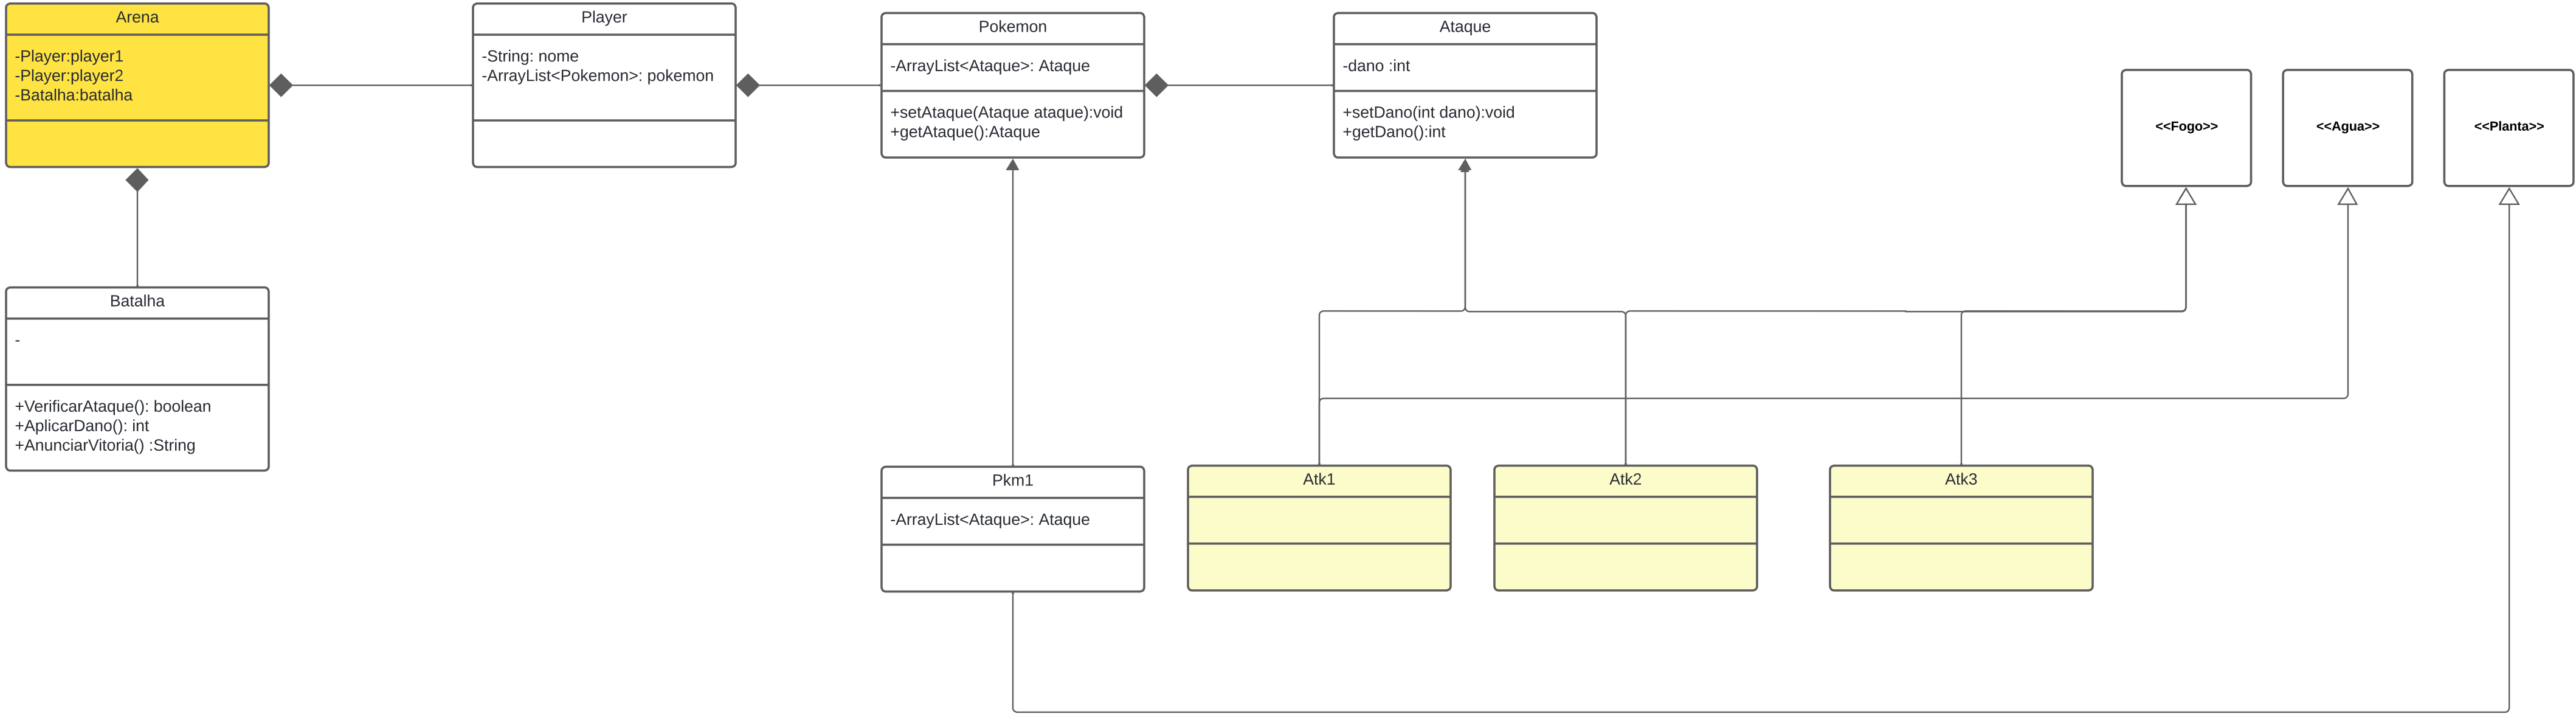 Arena
-Player:player1
-Player:player2
-Batalha:batalha
Player
-String: nome
-ArrayList<Pokemon>: pokemon
Pokemon
-ArrayList<Ataque>: Ataque
+setAtaque(Ataque ataque):void
+getAtaque():Ataque
Ataque
-dano :int
+setDano(int dano):void
+getDano():int
<<Fogo>>
<<Agua>>
<<Planta>>
Batalha
-
+VerificarAtaque(): boolean
+AplicarDano(): int
+AnunciarVitoria() :String
Pkm1
-ArrayList<Ataque>: Ataque
Atk1
Atk2
Atk3